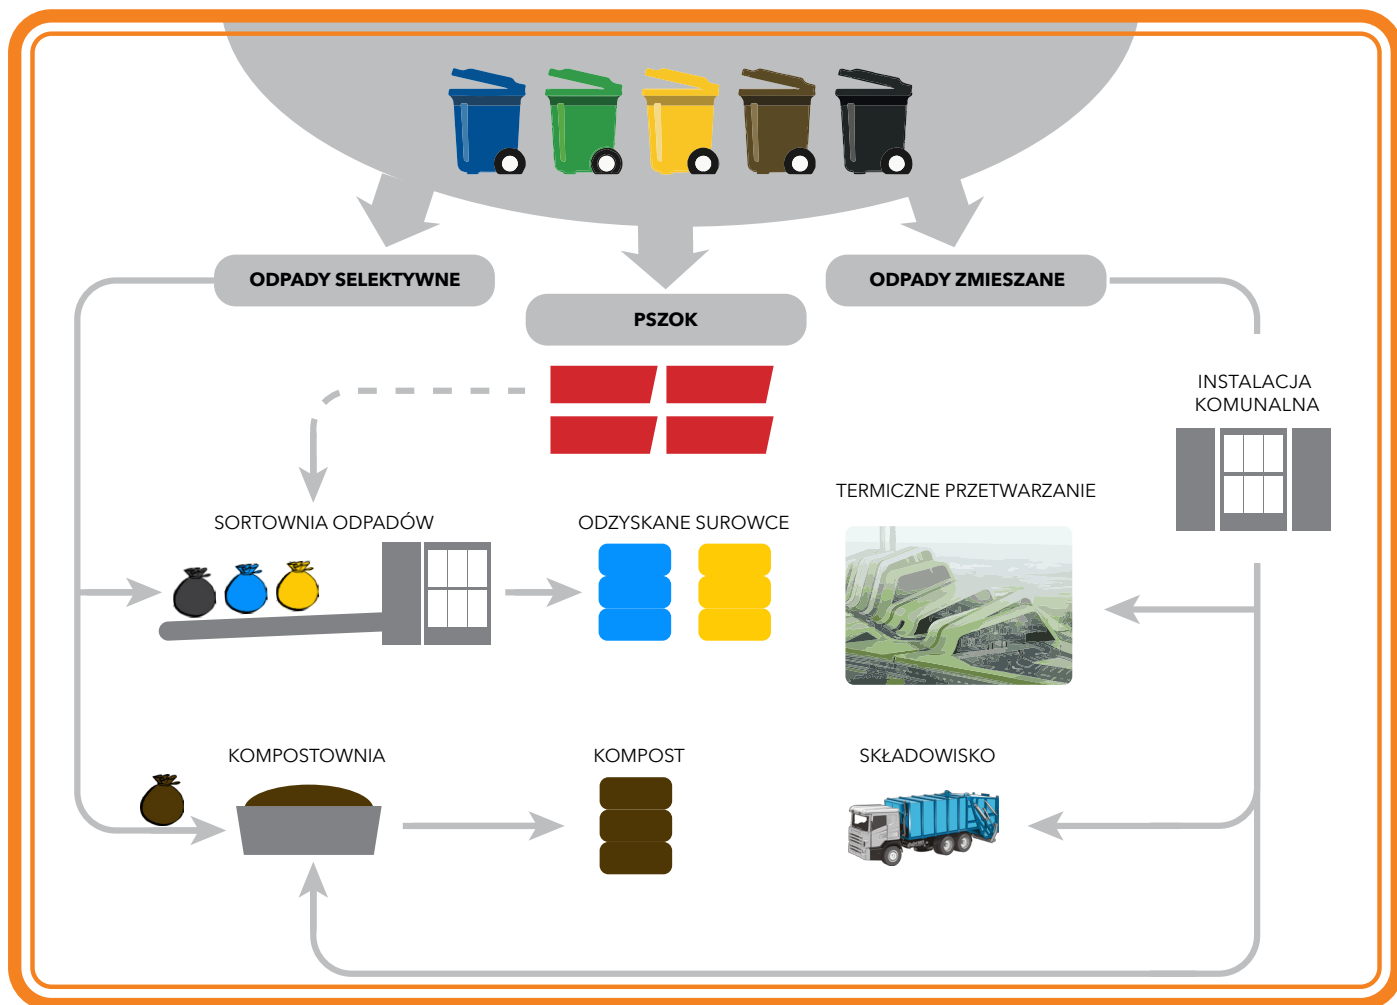 ODPADY SELEKTYWNE
ODPADY ZMIESZANE
PSZOK
INSTALACJA
KOMUNALNA
TERMICZNE PRZETWARZANIE
SORTOWNIA ODPADÓW
ODZYSKANE SUROWCE
KOMPOSTOWNIA
KOMPOST
SKŁADOWISKO